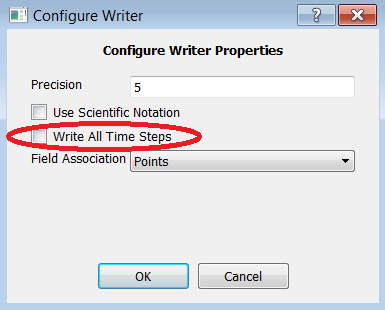 Configure Writer
Configure Writer Properties
Precision 5
Use Scientific Notation
Write All Time Steps
Field Association Points
OK Cancel